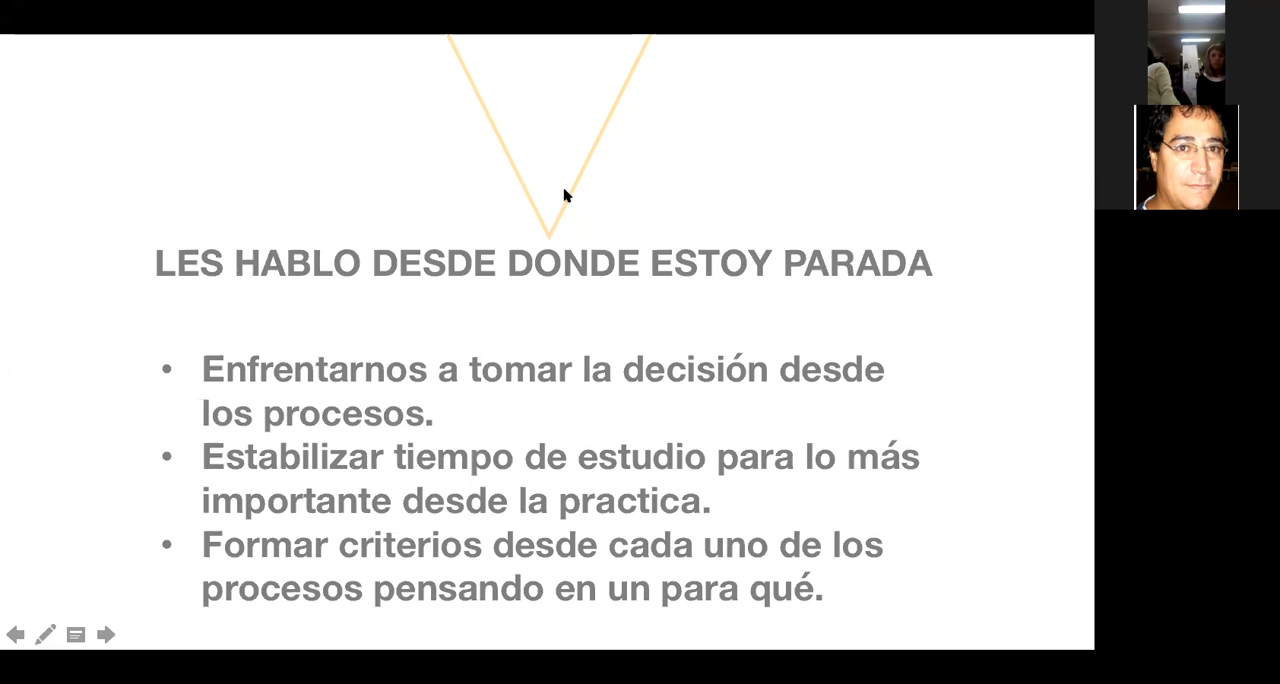 LES HABLO DESDE DONDE ESTOY PARADA
• Enfrentarnos a tomar la decisión desde
los procesos.
• Estabilizar tiempo de estudio para lo más
importante desde la practica.
• Formar criterios desde cada uno de los
procesos pensando en un para qué.